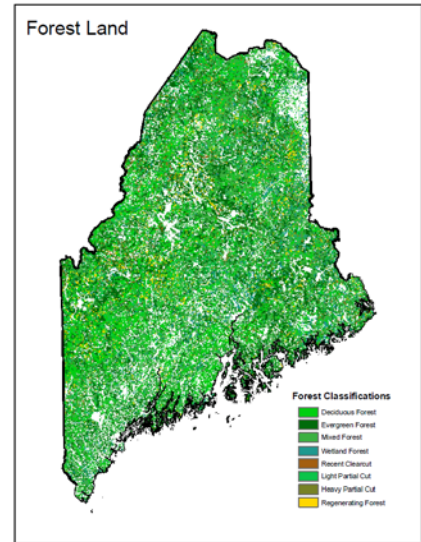 Forest Land
Forest Classifications
Deciduous Forest
Evergreen Forest
Mixed Forest
Wetland Forest
Recent Clearcut
Light Partial Cut
Heavy Partial Cut
Regenerating Forest